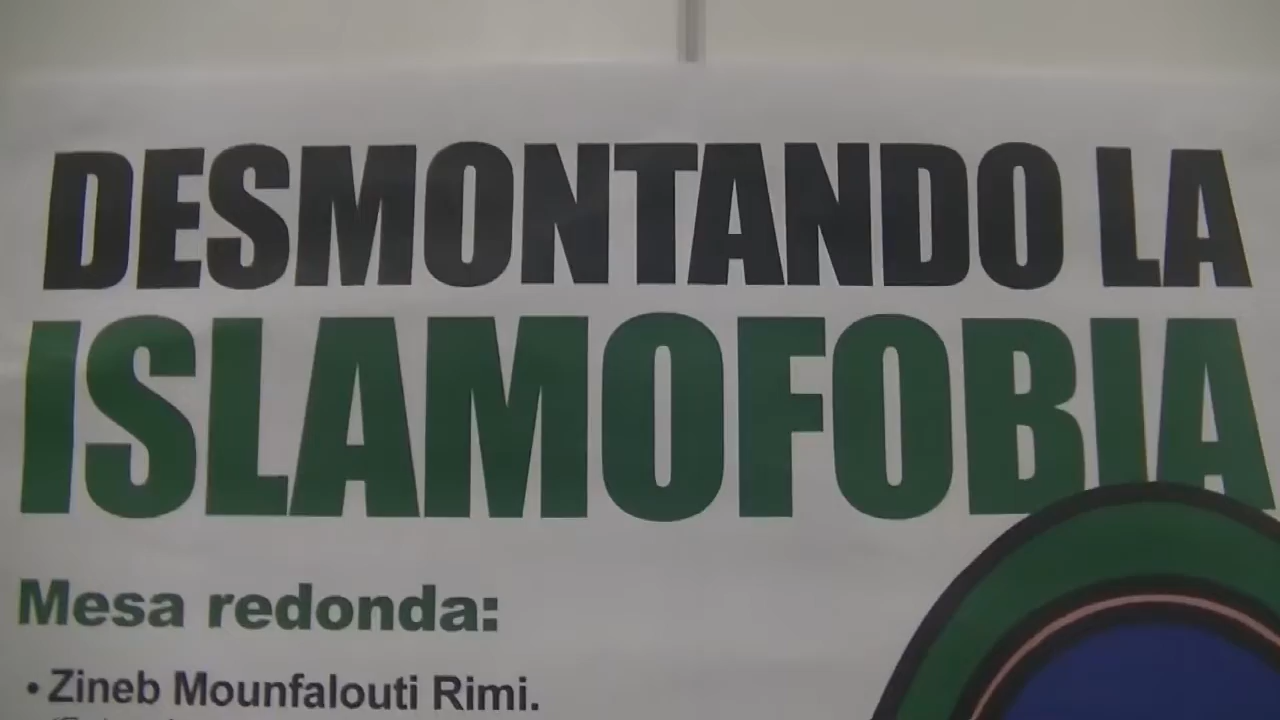 DESMONTANDO LA
ISLAMOFOBIA
Mesa redonda:
• Zineb Mounfalouti Rimi.